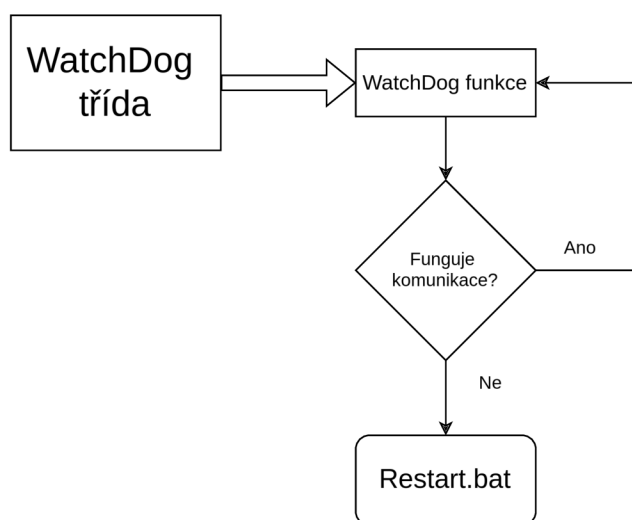 WatchDog
třída
WatchDog funkce
Funguje
komunikace?
Ano
Ne
Restart.bat